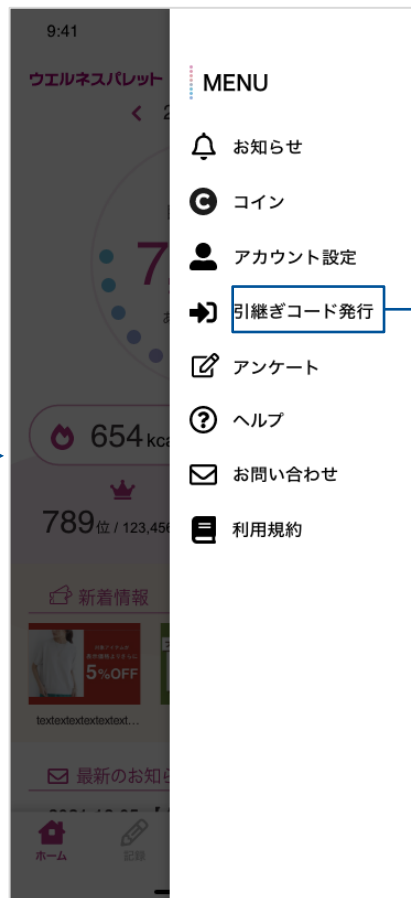 9:41
ウエルネスパレット
MENU
お知らせ
コイン
アカウント設定
引継ぎコード発行
アンケート
ヘルプ
お問い合わせ
利用規約
654 kca
789位 / 123,456
新着情報
5%OFF
textextextextextext...
最新のお知ら
ホーム
記録